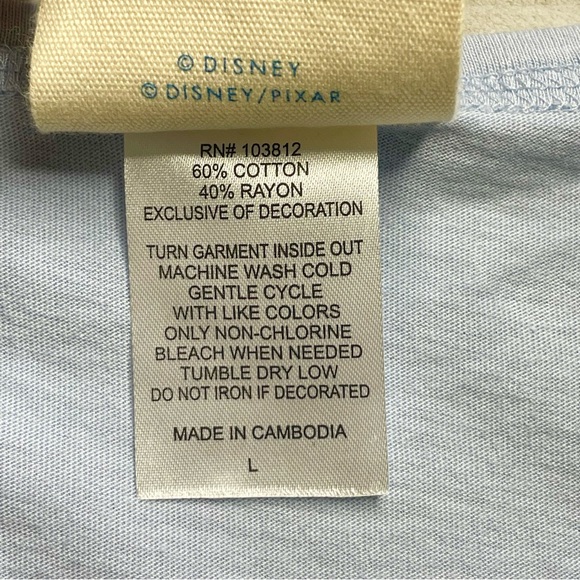 © DISNEY
© DISNEY/PIXAR
RN# 103812
60% COTTON
40% RAYON
EXCLUSIVE OF DECORATION
TURN GARMENT INSIDE OUT
MACHINE WASH COLD
GENTLE CYCLE
WITH LIKE COLORS
ONLY NON-CHLORINE
BLEACH WHEN NEEDED
TUMBLE DRY LOW
DO NOT IRON IF DECORATED
MADE IN CAMBODIA
L